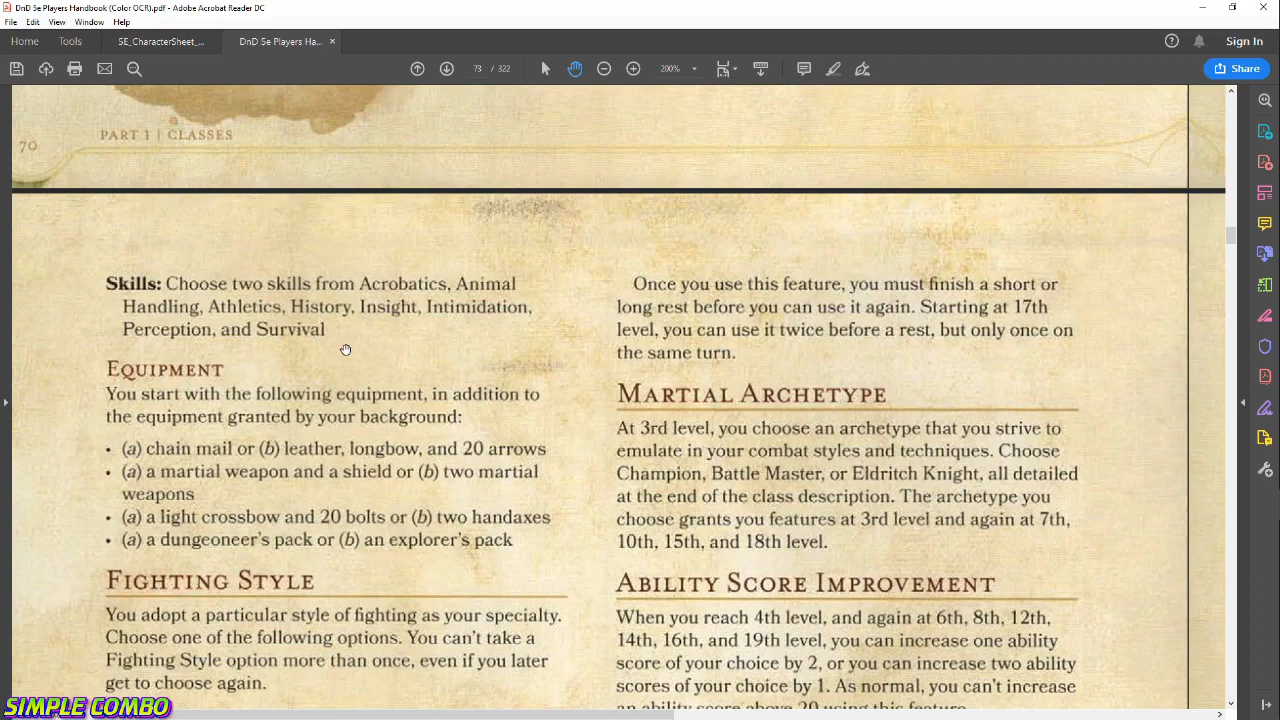 DnD 5e Players Handbook (Color OCR).pdf - Adobe Acrobat Reader DC
File Edit View Window Help
Home Tools 5E_CharacterSheet_... DnD 5e Players Ha... × Sign In
73 / 322 200% Share
70 PART 1 | CLASSES
Skills: Choose two skills from Acrobatics, Animal
Handling, Athletics, History, Insight, Intimidation,
Perception, and Survival
EQUIPMENT
You start with the following equipment, in addition to
the equipment granted by your background:
• (a) chain mail or (b) leather, longbow, and 20 arrows
• (a) a martial weapon and a shield or (b) two martial
weapons
• (a) a light crossbow and 20 bolts or (b) two handaxes
• (a) a dungeoneer's pack or (b) an explorer's pack
FIGHTING STYLE
You adopt a particular style of fighting as your specialty.
Choose one of the following options. You can't take a
Fighting Style option more than once, even if you later
get to choose again.
Once you use this feature, you must finish a short or
long rest before you can use it again. Starting at 17th
level, you can use it twice before a rest, but only once on
the same turn.
MARTIAL ARCHETYPE
At 3rd level, you choose an archetype that you strive to
emulate in your combat styles and techniques. Choose
Champion, Battle Master, or Eldritch Knight, all detailed
at the end of the class description. The archetype you
choose grants you features at 3rd level and again at 7th,
10th, 15th, and 18th level.
ABILITY SCORE IMPROVEMENT
When you reach 4th level, and again at 6th, 8th, 12th,
14th, 16th, and 19th level, you can increase one ability
score of your choice by 2, or you can increase two ability
scores of your choice by 1. As normal, you can't increase
an ability score above 20 using this feature.
SIMPLE COMBO